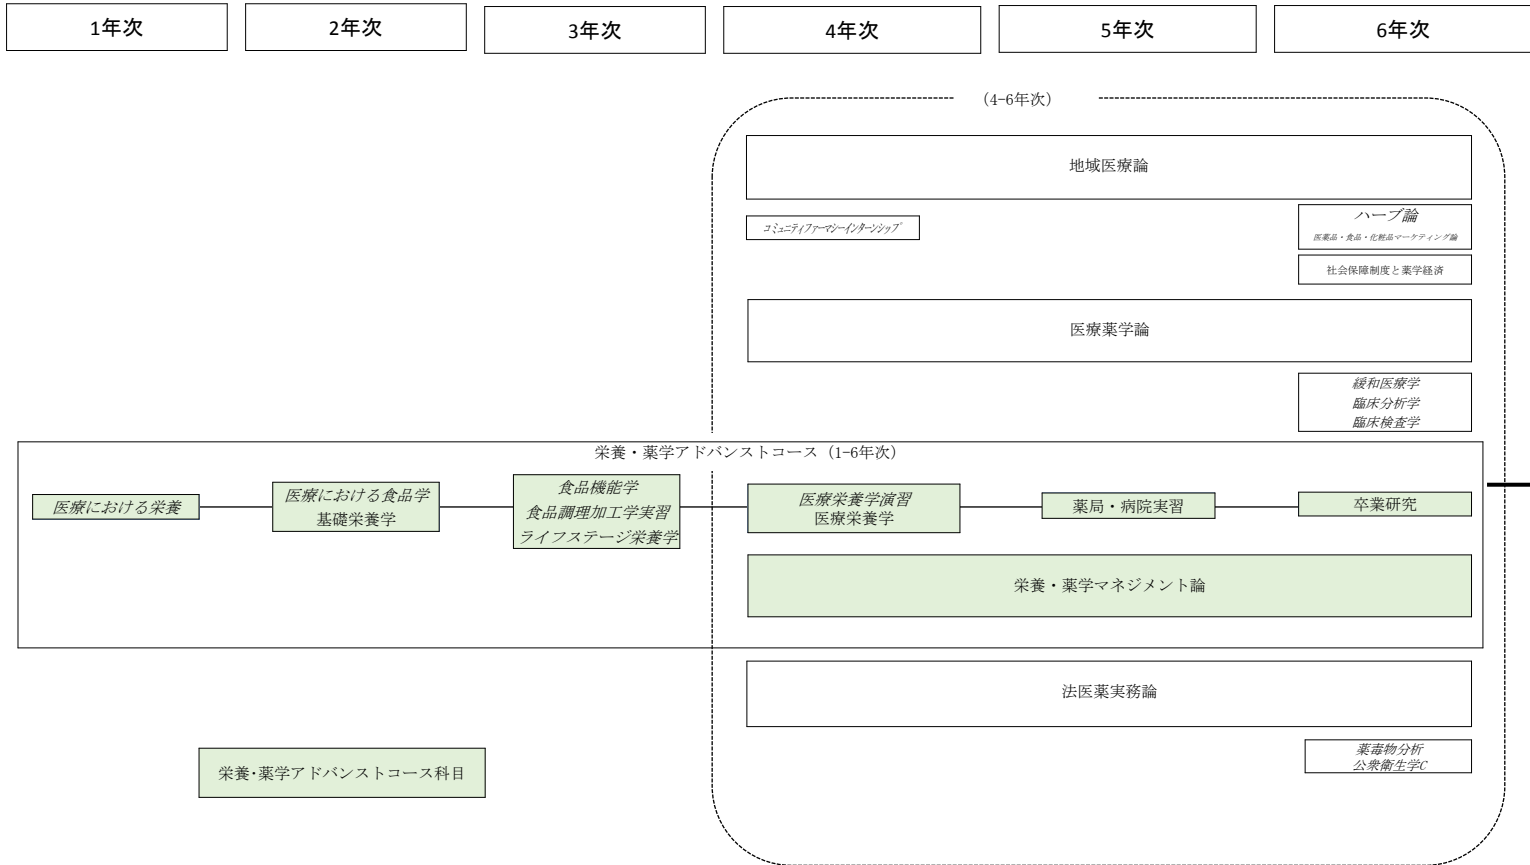 1年次
2年次
3年次
4年次
5年次
6年次
(4-6年次)
地域医療論
コミュニティファーマシーインターンシップ
ハーブ論
医薬品・食品・化粧品マーケティング論
社会保障制度と薬学経済
医療薬学論
緩和医療学
臨床分析学
臨床検査学
栄養・薬学アドバンストコース (1-6年次)
医療における栄養
医療における食品学
基礎栄養学
食品機能学
食品調理加工学実習
ライフステージ栄養学
医療栄養学演習
医療栄養学
薬局・病院実習
卒業研究
栄養・薬学マネジメント論
法医薬実務論
薬毒物分析
公衆衛生学C
栄養・薬学アドバンストコース科目